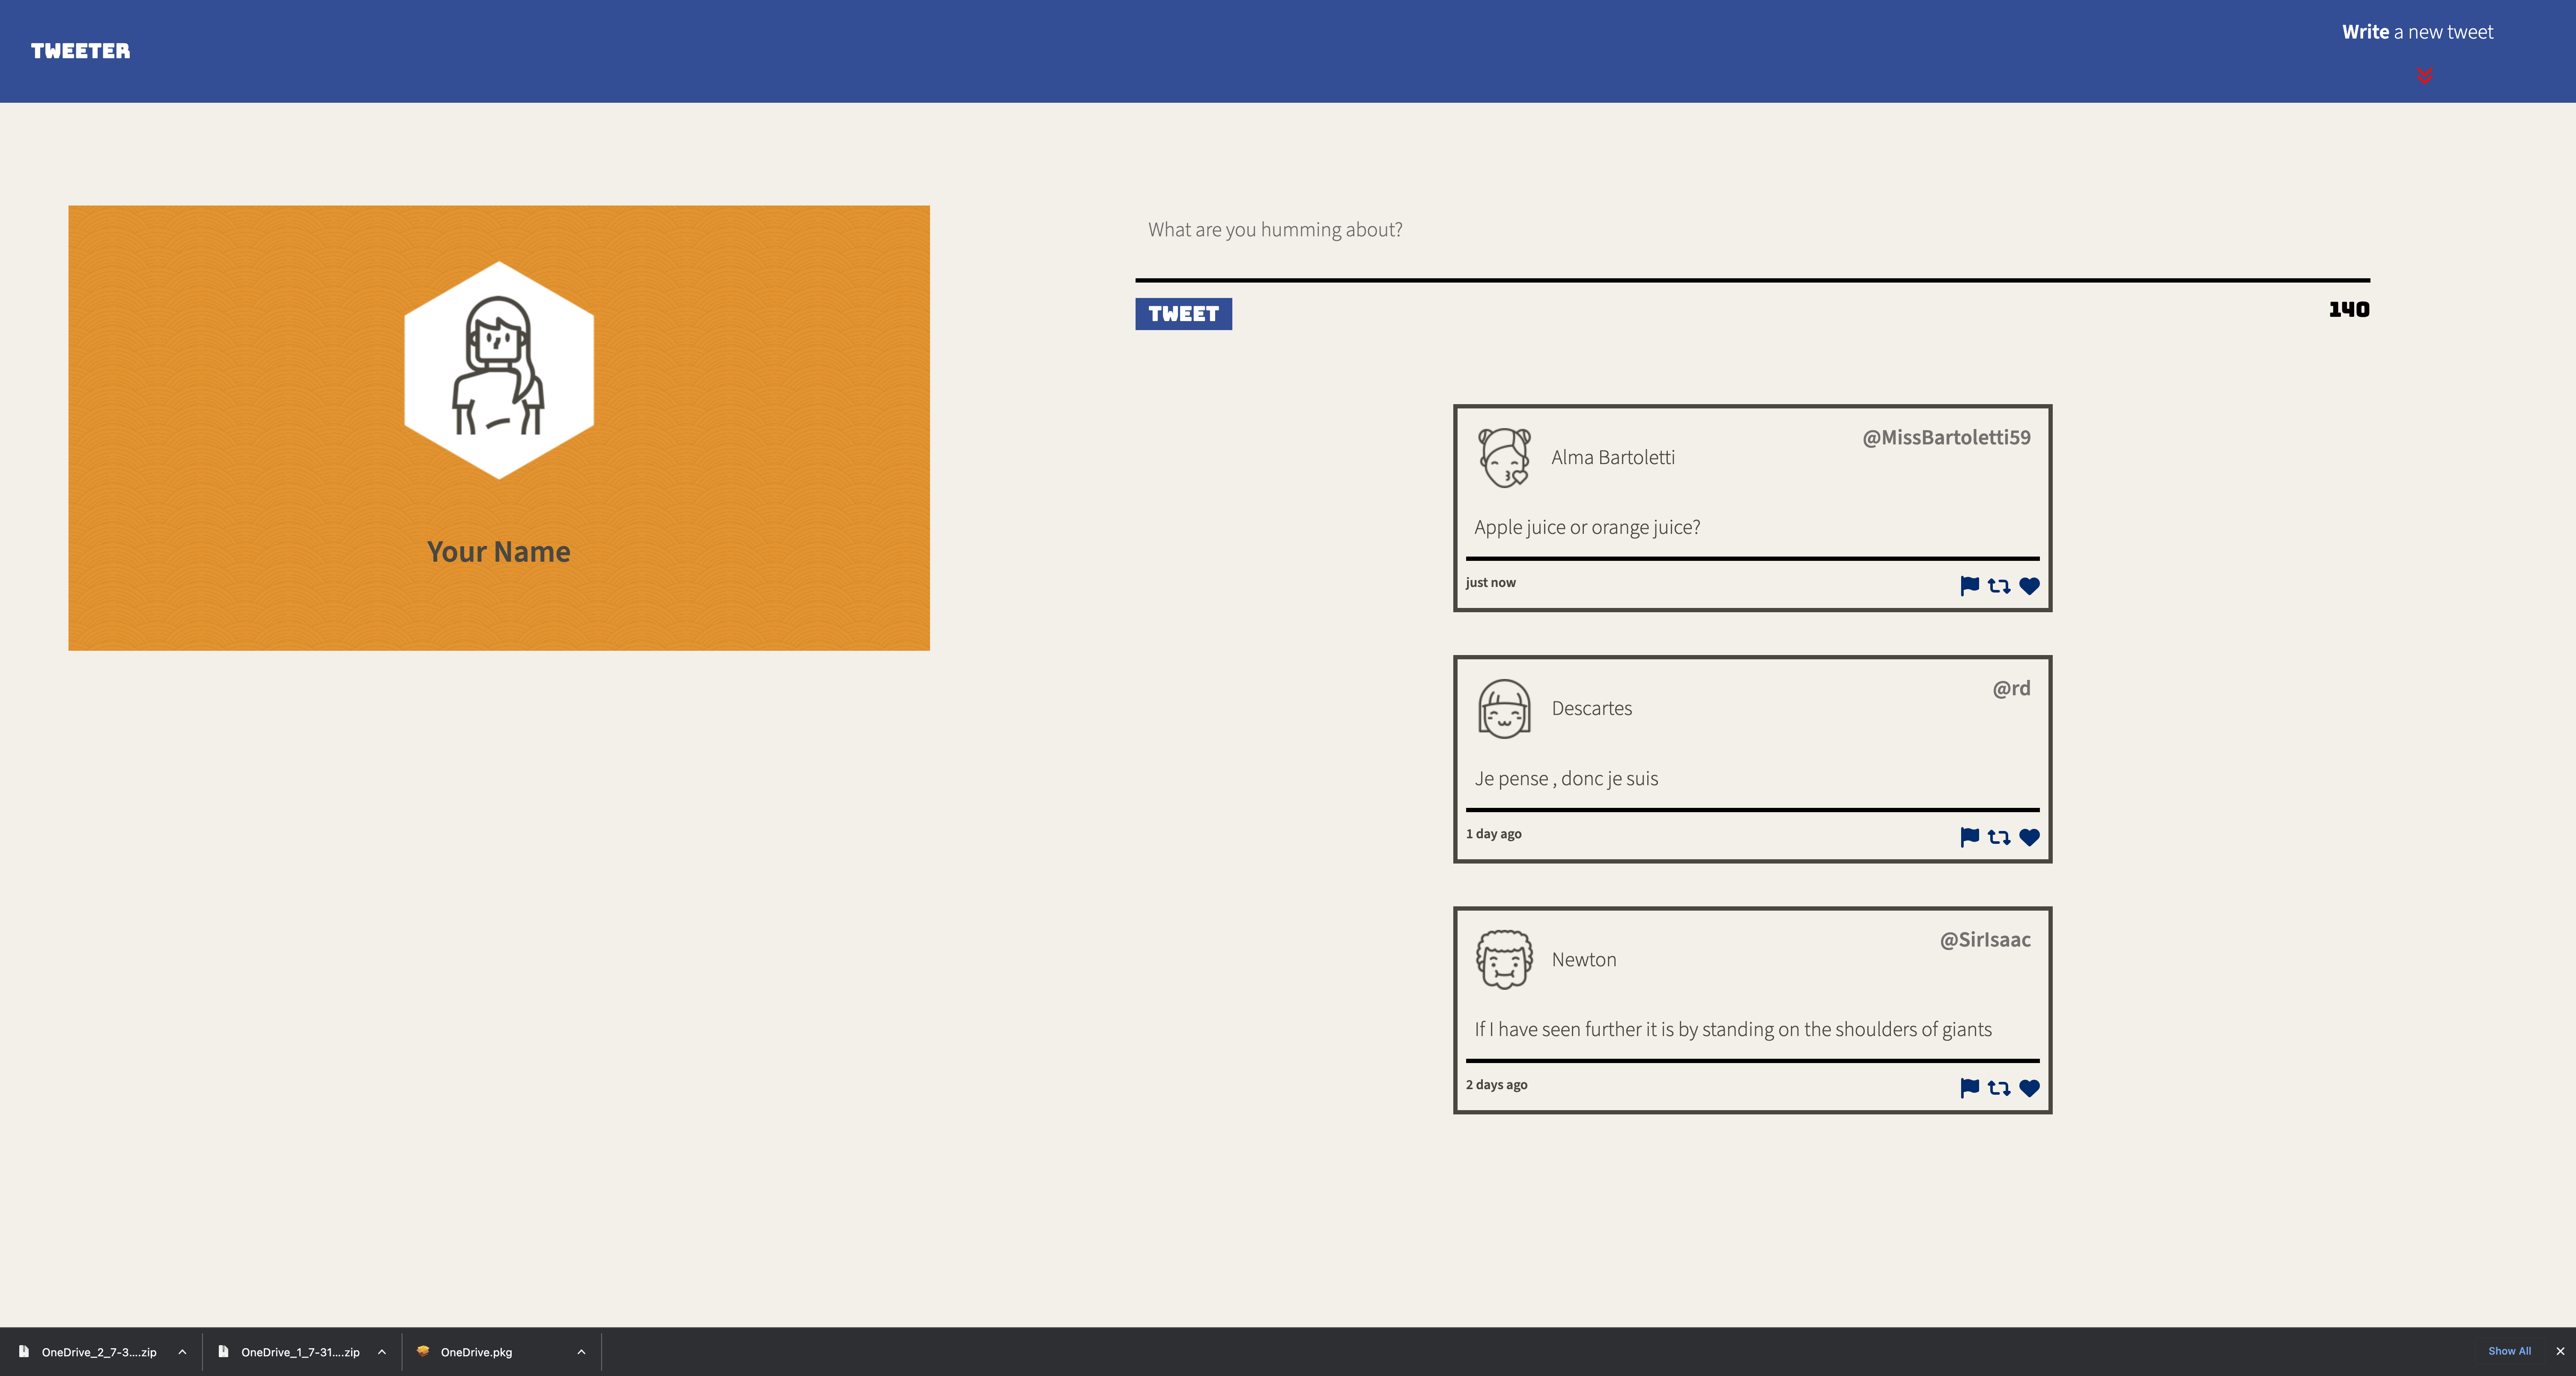 TWEETER
Write a new tweet
Your Name
What are you humming about?
TWEET
140
Alma Bartoletti
@MissBartoletti59
Apple juice or orange juice?
just now
Descartes
@rd
Je pense , donc je suis
1 day ago
Newton
@SirIsaac
If I have seen further it is by standing on the shoulders of giants
2 days ago
OneDrive_2_7-3....zip
OneDrive_1_7-31....zip
OneDrive.pkg
Show All